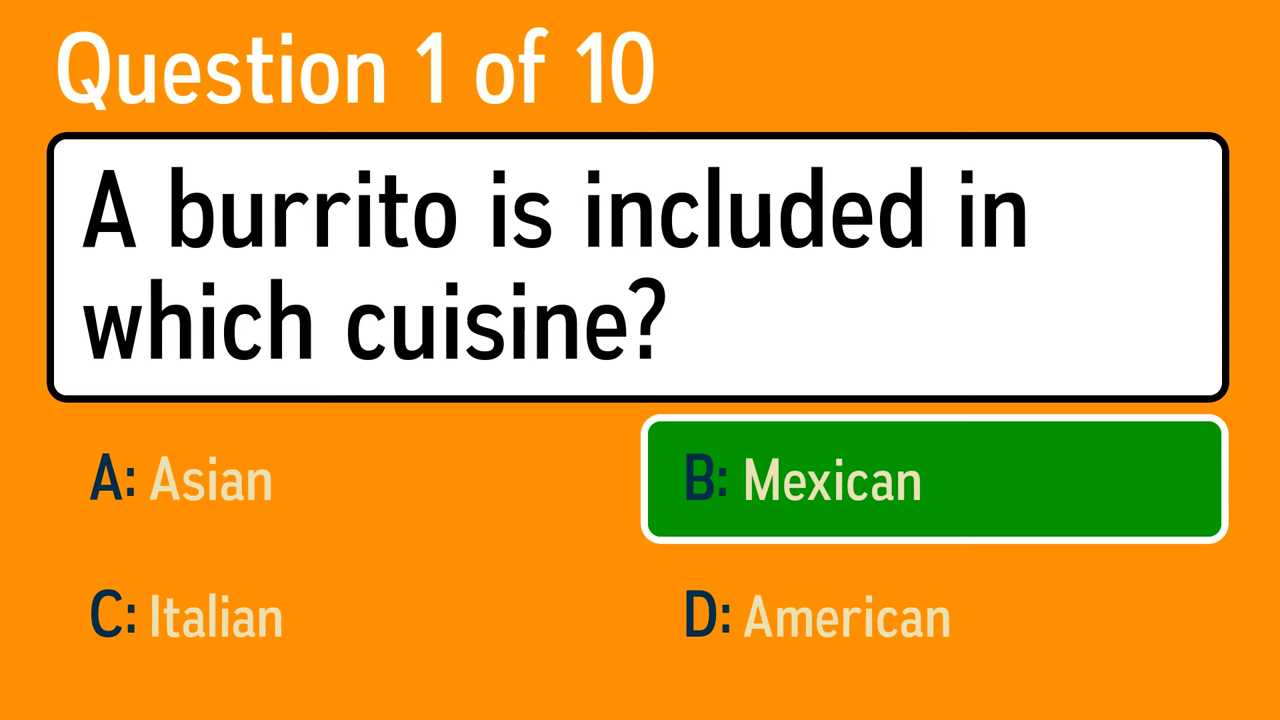 Question 1 of 10
A burrito is included in
which cuisine?
A: Asian
B: Mexican
C: Italian
D: American